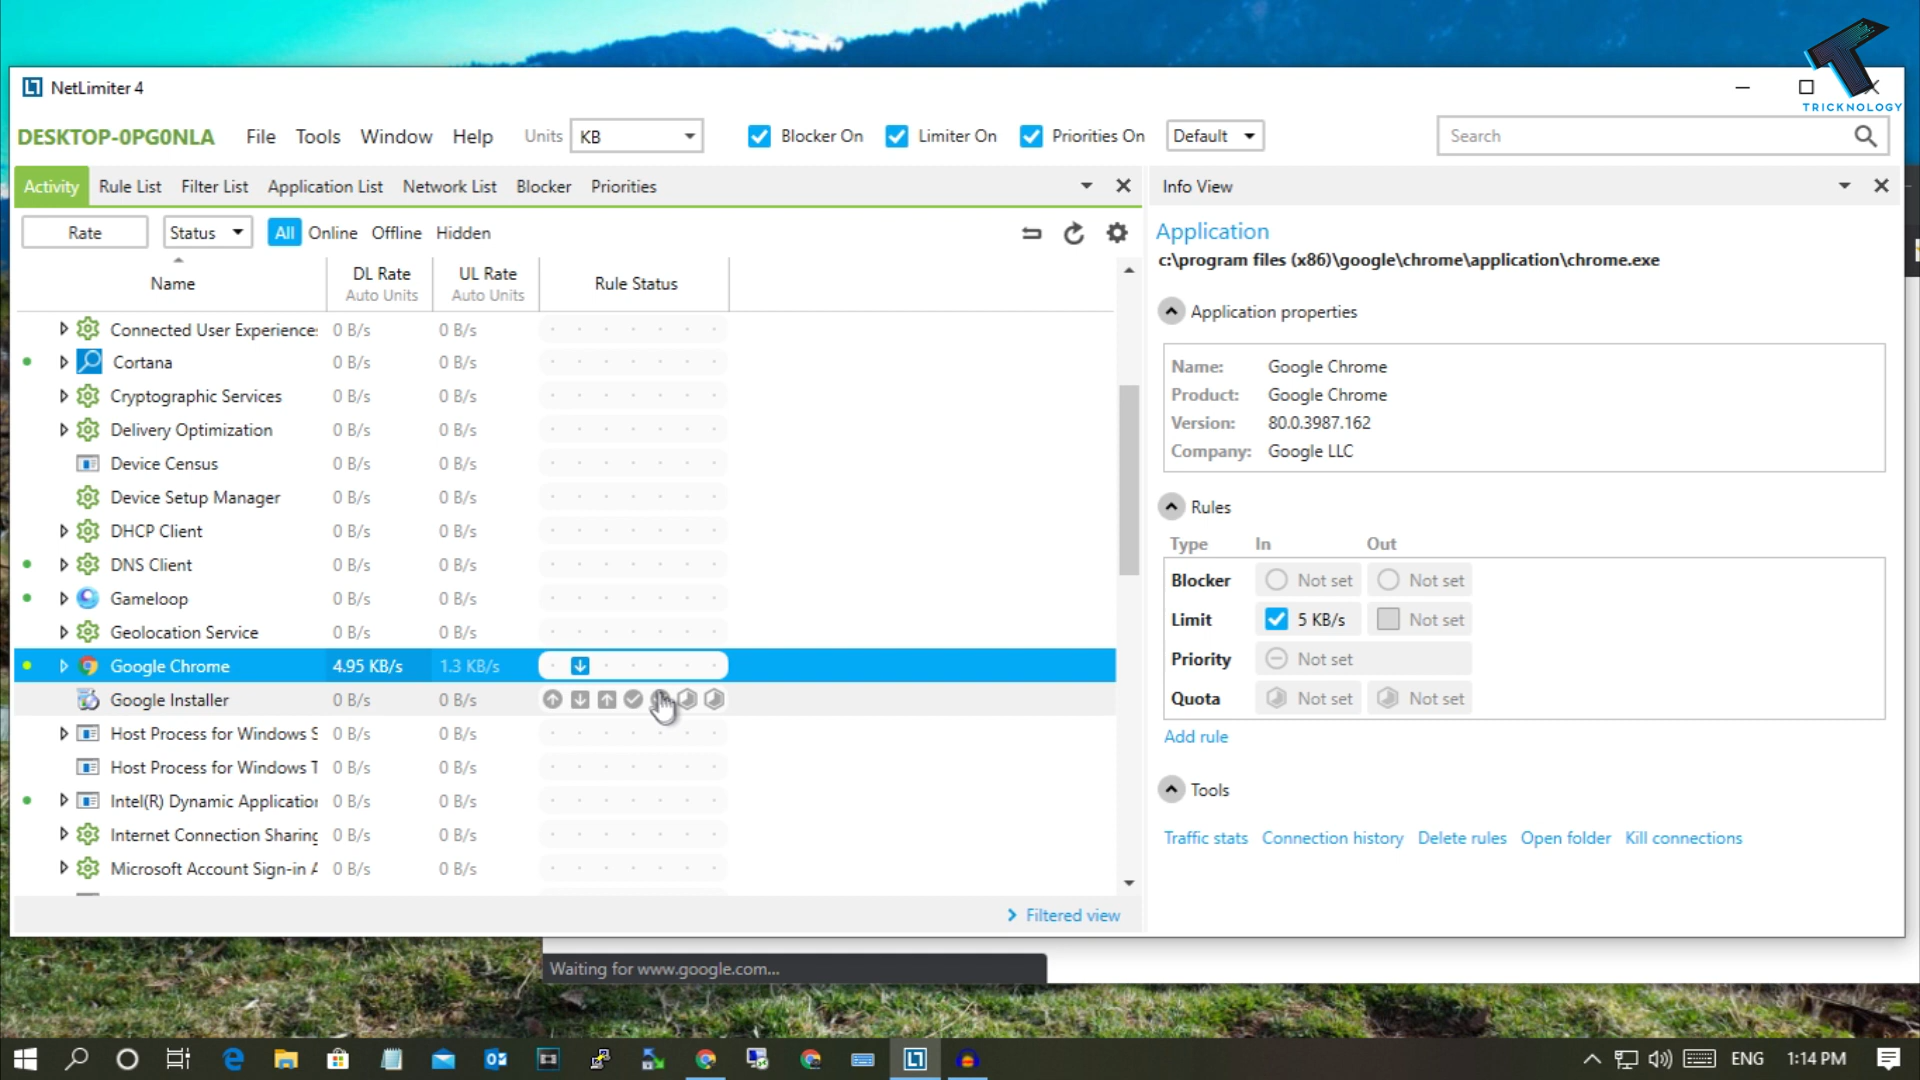 TRICKNOLOGY
NetLimiter 4
DESKTOP-0PG0NLA File Tools Window Help Units KB Blocker On Limiter On Priorities On Default Search
Activity Rule List Filter List Application List Network List Blocker Priorities
Rate Status All Online Offline Hidden
Name DL Rate Auto Units UL Rate Auto Units Rule Status
Connected User Experience 0 B/s 0 B/s
Cortana 0 B/s 0 B/s
Cryptographic Services 0 B/s 0 B/s
Delivery Optimization 0 B/s 0 B/s
Device Census 0 B/s 0 B/s
Device Setup Manager 0 B/s 0 B/s
DHCP Client 0 B/s 0 B/s
DNS Client 0 B/s 0 B/s
Gameloop 0 B/s 0 B/s
Geolocation Service 0 B/s 0 B/s
Google Chrome 4.95 KB/s 1.3 KB/s
Google Installer 0 B/s 0 B/s
Host Process for Windows S 0 B/s 0 B/s
Host Process for Windows T 0 B/s 0 B/s
Intel(R) Dynamic Application 0 B/s 0 B/s
Internet Connection Sharing 0 B/s 0 B/s
Microsoft Account Sign-in A 0 B/s 0 B/s
Filtered view
Info View
Application
c:\program files (x86)\google\chrome\application\chrome.exe
Application properties
Name: Google Chrome
Product: Google Chrome
Version: 80.0.3987.162
Company: Google LLC
Rules
Type In Out
Blocker Not set Not set
Limit 5 KB/s Not set
Priority Not set
Quota Not set Not set
Add rule
Tools
Traffic stats Connection history Delete rules Open folder Kill connections
Waiting for www.google.com...
ENG 1:14 PM